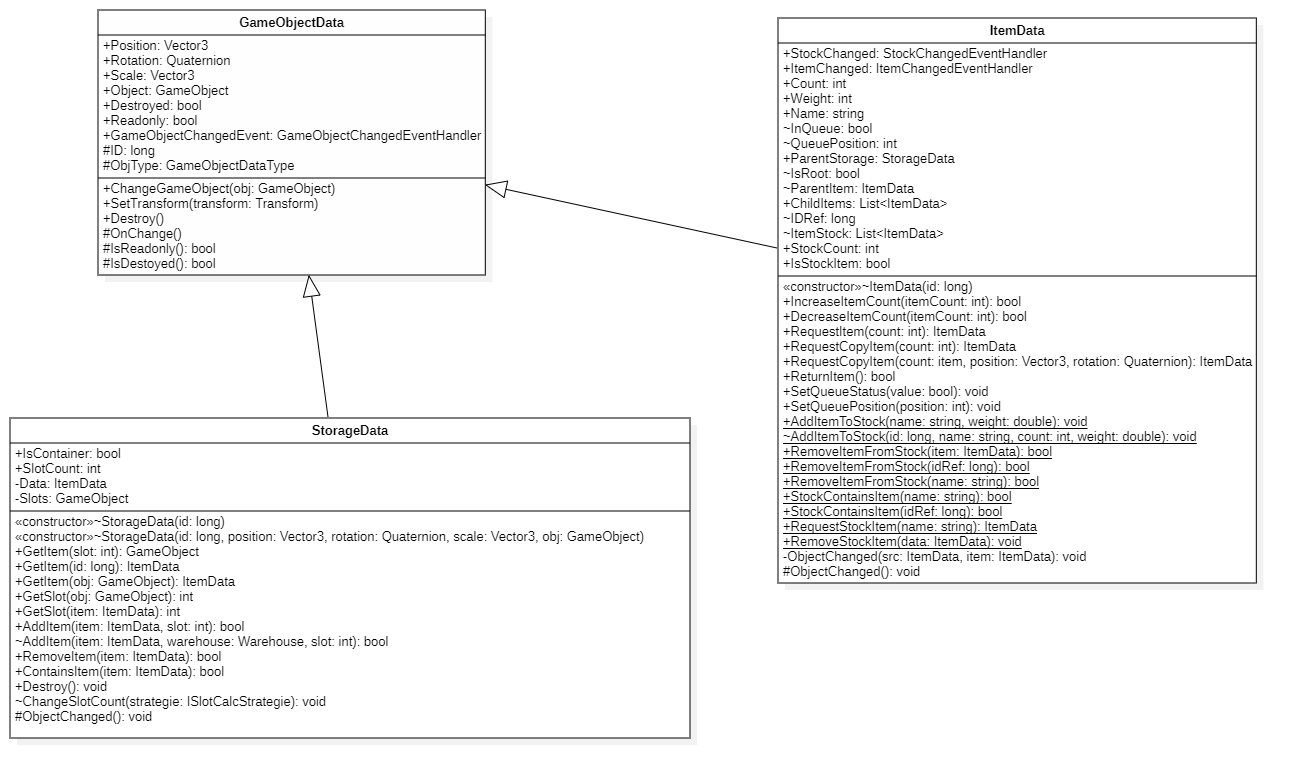 GameObjectData
+Position: Vector3
+Rotation: Quaternion
+Scale: Vector3
+Object: GameObject
+Destroyed: bool
+Readonly: bool
+GameObjectChangedEvent: GameObjectChangedEventHandler
#ID: long
#ObjType: GameObjectDataType
+ChangeGameObject(obj: GameObject)
+SetTransform(transform: Transform)
+Destroy()
#OnChange()
#IsReadonly(): bool
#IsDestoyed(): bool
ItemData
+StockChanged: StockChangedEventHandler
+ItemChanged: ItemChangedEventHandler
+Count: int
+Weight: int
+Name: string
~InQueue: bool
~QueuePosition: int
+ParentStorage: StorageData
~IsRoot: bool
~ParentItem: ItemData
+ChildItems: List<ItemData>
~IDRef: long
~ItemStock: List<ItemData>
+StockCount: int
+IsStockItem: bool
«constructor»~ItemData(id: long)
+IncreaseItemCount(itemCount: int): bool
+DecreaseItemCount(itemCount: int): bool
+RequestItem(count: int): ItemData
+RequestCopyItem(count: int): ItemData
+RequestCopyItem(count: item, position: Vector3, rotation: Quaternion): ItemData
+ReturnItem(): bool
+SetQueueStatus(value: bool): void
+SetQueuePosition(position: int): void
+AddItemToStock(name: string, weight: double): void
~AddItemToStock(id: long, name: string, count: int, weight: double): void
+RemoveItemFromStock(item: ItemData): bool
+RemoveItemFromStock(idRef: long): bool
+RemoveItemFromStock(name: string): bool
+StockContainsItem(name: string): bool
+StockContainsItem(idRef: long): bool
+RequestStockItem(name: string): ItemData
+RemoveStockItem(data: ItemData): void
-ObjectChanged(src: ItemData, item: ItemData): void
#ObjectChanged(): void
StorageData
+IsContainer: bool
+SlotCount: int
-Data: ItemData
-Slots: GameObject
«constructor»~StorageData(id: long)
«constructor»~StorageData(id: long, position: Vector3, rotation: Quaternion, scale: Vector3, obj: GameObject)
+GetItem(slot: int): GameObject
+GetItem(id: long): ItemData
+GetItem(obj: GameObject): ItemData
+GetSlot(obj: GameObject): int
+GetSlot(item: ItemData): int
+AddItem(item: ItemData, slot: int): bool
~AddItem(item: ItemData, warehouse: Warehouse, slot: int): bool
+RemoveItem(item: ItemData): bool
+ContainsItem(item: ItemData): bool
+Destroy(): void
~ChangeSlotCount(strategie: ISlotCalcStrategie): void
#ObjectChanged(): void